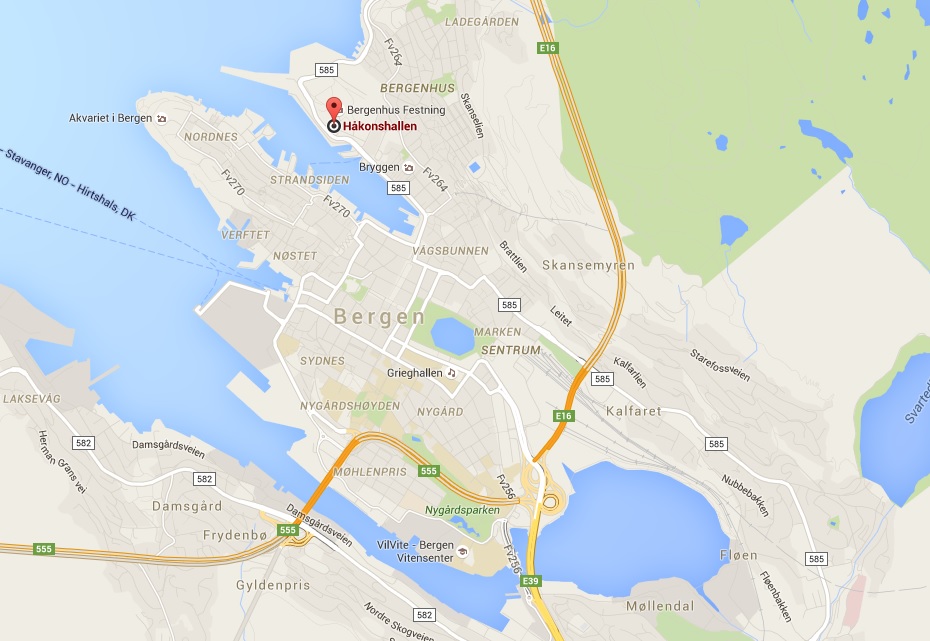 LADEGÅRDEN
E16
Fv264
585
BERGENHUS
Skanselien
Bergenhus Festning
Håkonshallen
Akvariet i Bergen
NORDNES
Bryggen
585
Fv264
STRANDSIDEN
Fv270
Fv270
- Stavanger, NO - Hirtshals, DK
VERFTET
NØSTET
VÅGSBUNNEN
Brattlien
Skansemyren
585
Leitet
Bergen
MARKEN
SENTRUM
SYDNES
Grieghallen
Kalfarlien
Starefossveien
585
LAKSEVÅG
NYGÅRDSHØYDEN
NYGÅRD
E16
Kalfaret
Svarted
582
Damsgårdsveien
585
Herman Grans vei
582
MØHLENPRIS
555
Fv256
Nubbebakken
Damsgård
Damsgårdsveien
Nygårdsparken
Frydenbø
555
555
VilVite - Bergen
Vitensenter
Fv256
Fløen
585
Gyldenpris
E39
Fløenbakken
582
Nordre Skogveien
Møllendal